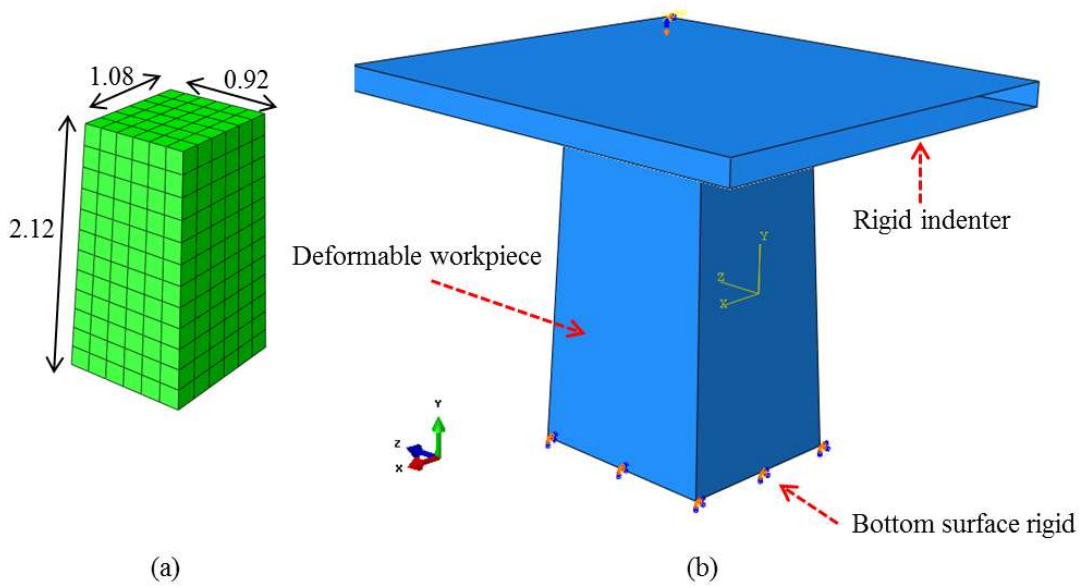 1.08
0.92
2.12
Rigid indenter
Deformable workpiece
Y
Z
X
Y
Z
X
Bottom surface rigid
(a)
(b)